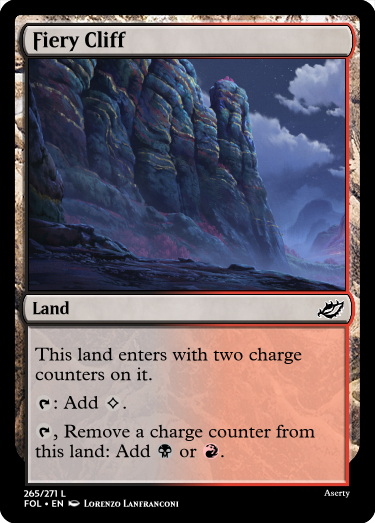 Fiery Cliff
Land
This land enters with two charge
counters on it.
: Add .
, Remove a charge counter from
this land: Add or .
265/271 L
FOL • EN Lorenzo Lanfranconi
Aserty